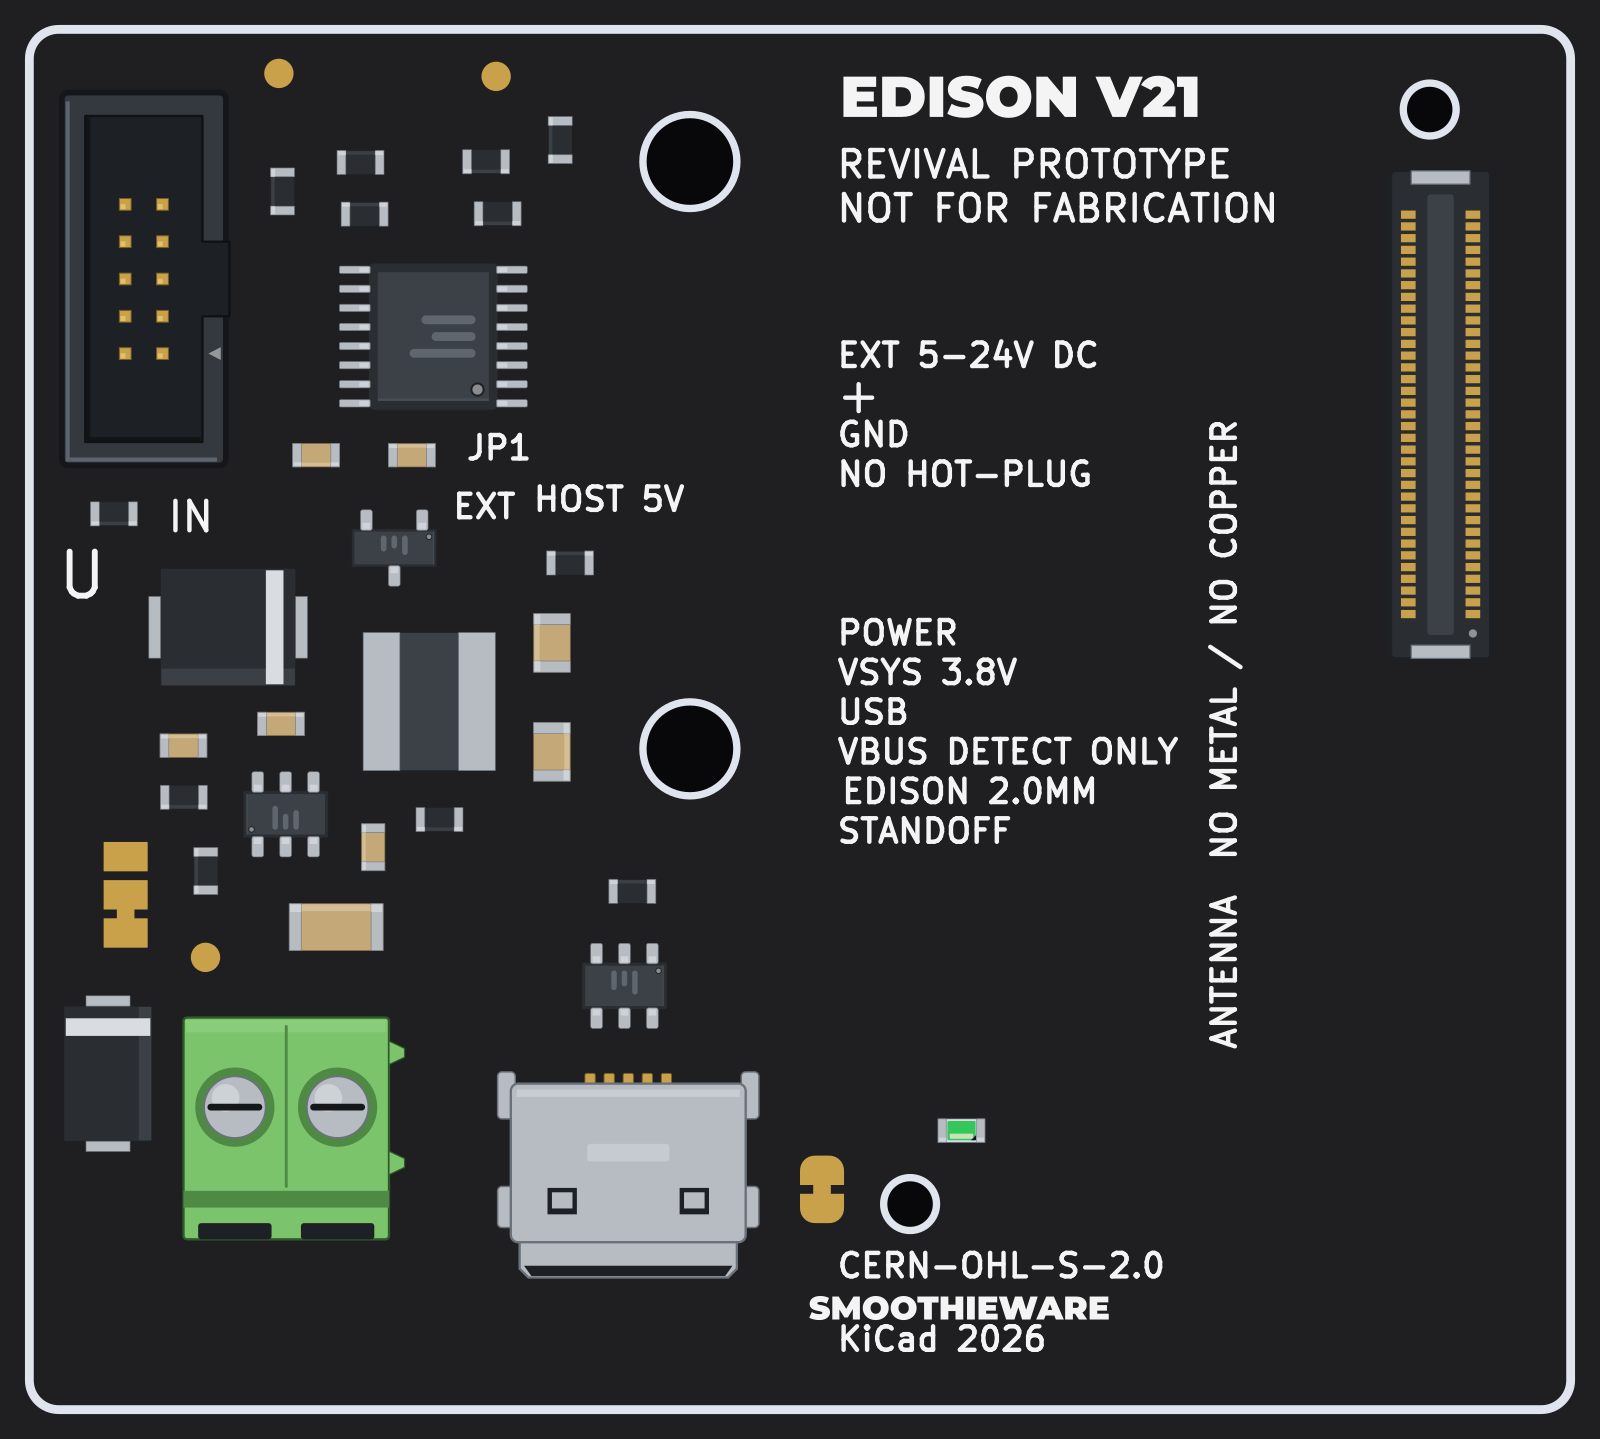 EDISON V21
REVIVAL PROTOTYPE
NOT FOR FABRICATION
EXT 5-24V DC
+
GND
NO HOT-PLUG
JP1
EXT HOST 5V
IN
U
POWER
VSYS 3.8V
USB
VBUS DETECT ONLY
EDISON 2.0MM
STANDOFF
ANTENNA NO METAL / NO COPPER
CERN-OHL-S-2.0
SMOOTHIEWARE
KiCad 2026